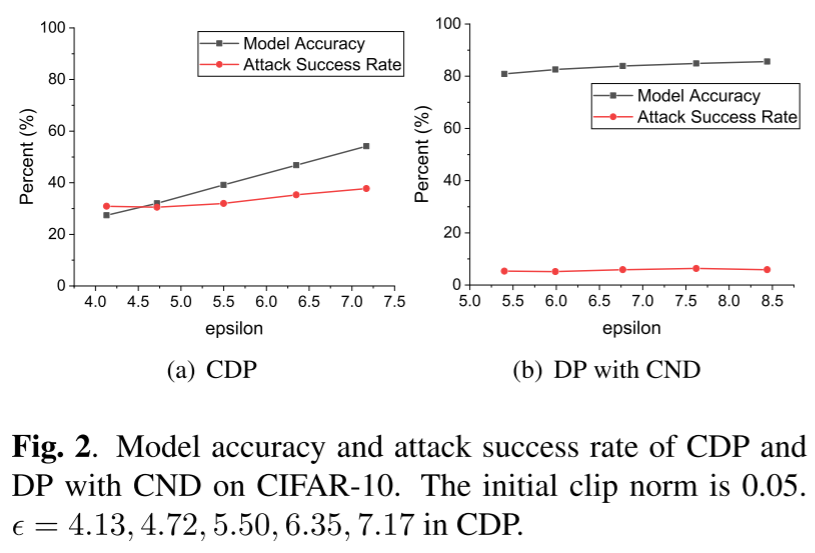 Model Accuracy
Attack Success Rate
Percent (%)
100
80
60
40
20
0
4.0 4.5 5.0 5.5 6.0 6.5 7.0 7.5
epsilon
(a) CDP
Model Accuracy
Attack Success Rate
Percent (%)
100
80
60
40
20
0
5.0 5.5 6.0 6.5 7.0 7.5 8.0 8.5
epsilon
(b) DP with CND
Fig. 2. Model accuracy and attack success rate of CDP and
DP with CND on CIFAR-10. The initial clip norm is 0.05.
ϵ = 4.13, 4.72, 5.50, 6.35, 7.17 in CDP.